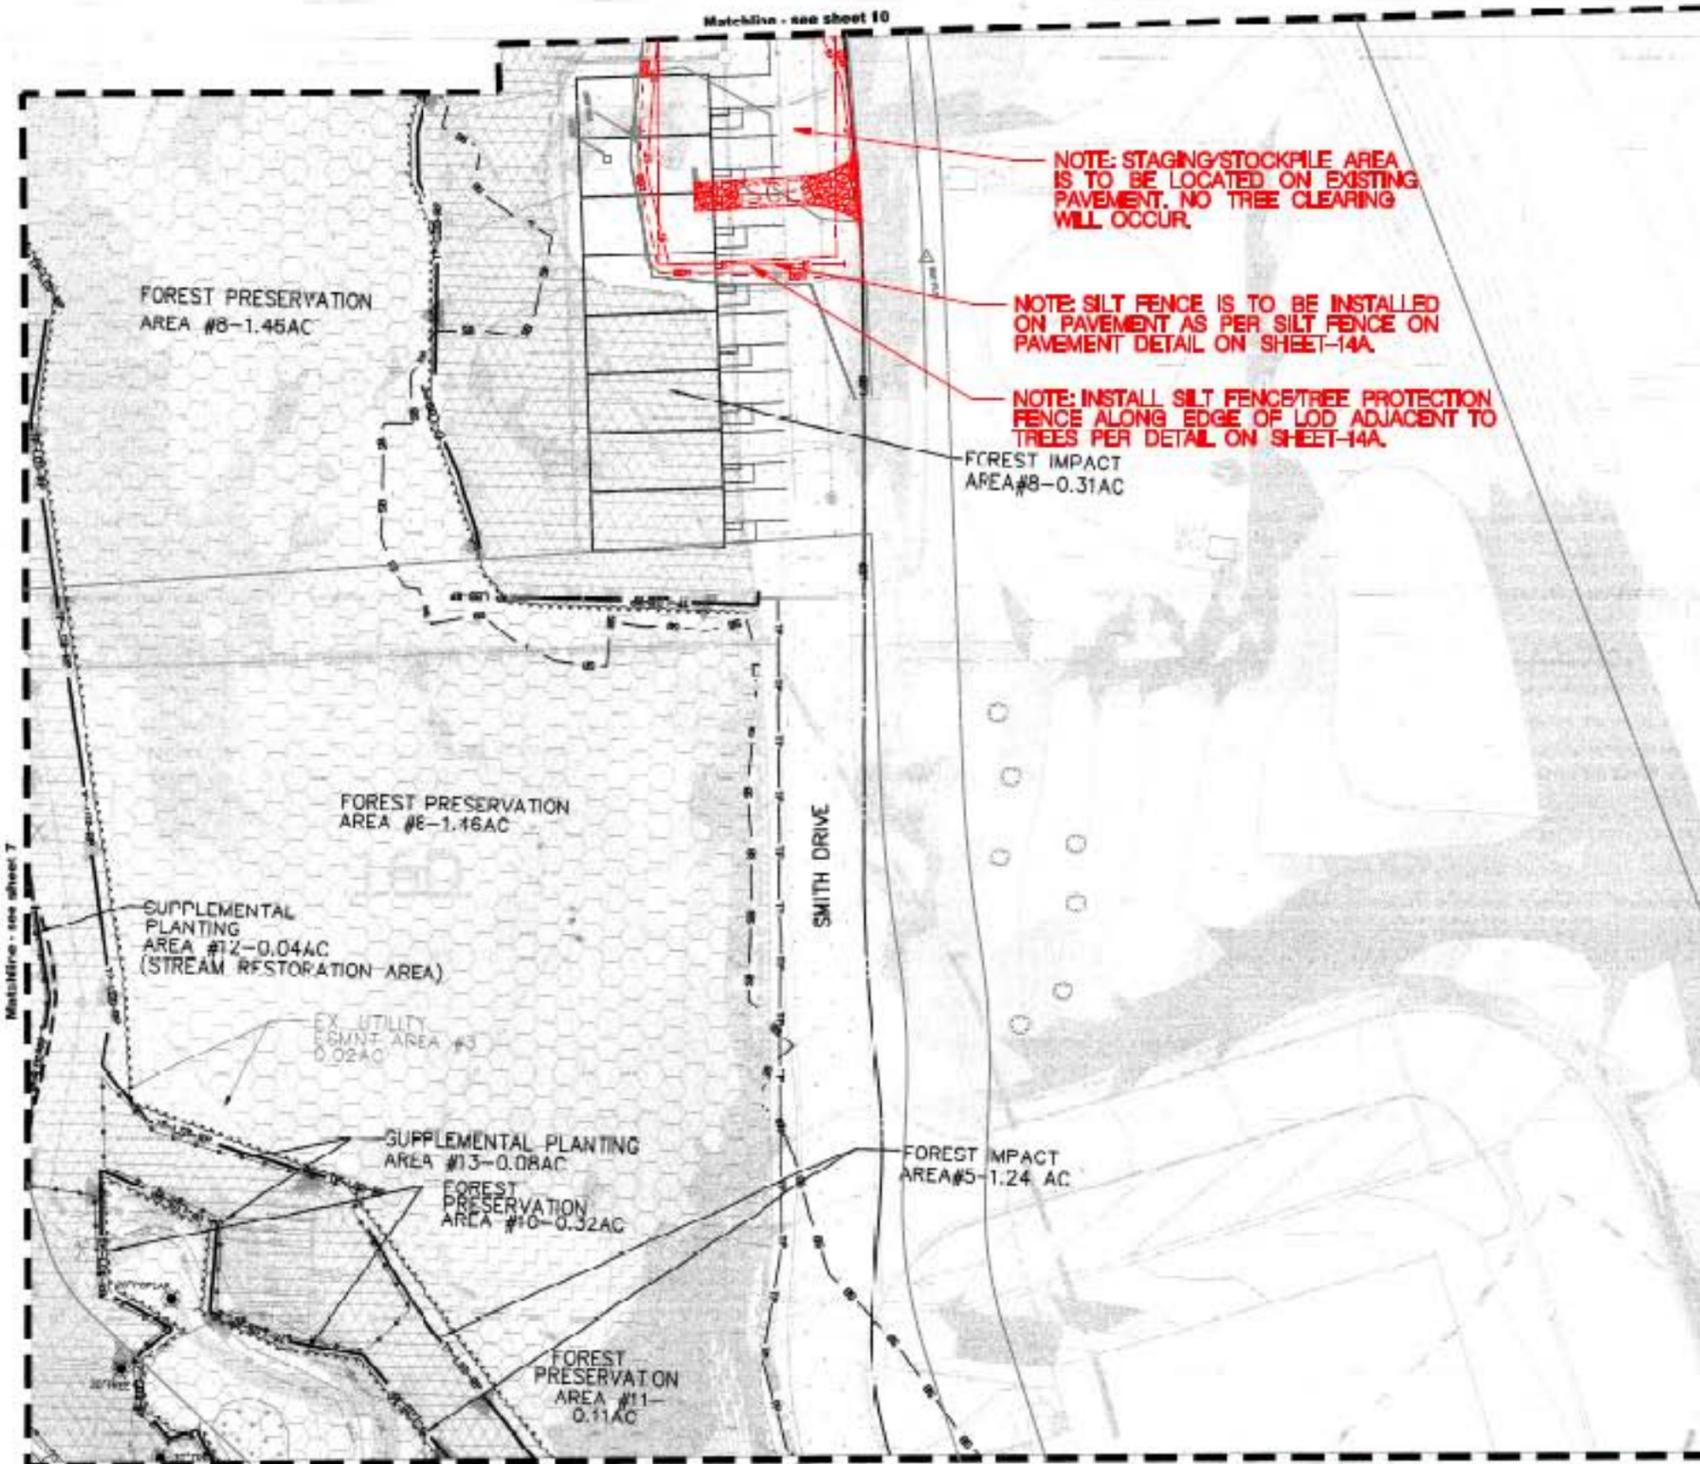 Matchline - see sheet 10
NOTE: STAGING/STOCKPILE AREA
IS TO BE LOCATED ON EXISTING
PAVEMENT. NO TREE CLEARING
WILL OCCUR.
FOREST PRESERVATION
AREA #8-1.45AC
NOTE: SILT FENCE IS TO BE INSTALLED
ON PAVEMENT AS PER SILT FENCE ON
PAVEMENT DETAIL ON SHEET-14A.
NOTE: INSTALL SILT FENCE/TREE PROTECTION
FENCE ALONG EDGE OF LOD ADJACENT TO
TREES PER DETAIL ON SHEET-14A.
FOREST IMPACT
AREA#8-0.31AC
FOREST PRESERVATION
AREA 1.16AC
SMITH DRIVE
Matchline - see sheet 7
SUPPLEMENTAL
PLANTING
AREA #12-0.04AC
(STREAM RESTORATION AREA)
EX. UTILITY
ESMNT AREA #3
0.02AC
SUPPLEMENTAL PLANTING
AREA #13-0.08AC
FOREST
PRESERVATION
AREA #10-0.32AC
FOREST IMPACT
AREA#5-1.24 AC
FOREST
PRESERVATION
AREA #11-
0.11AC